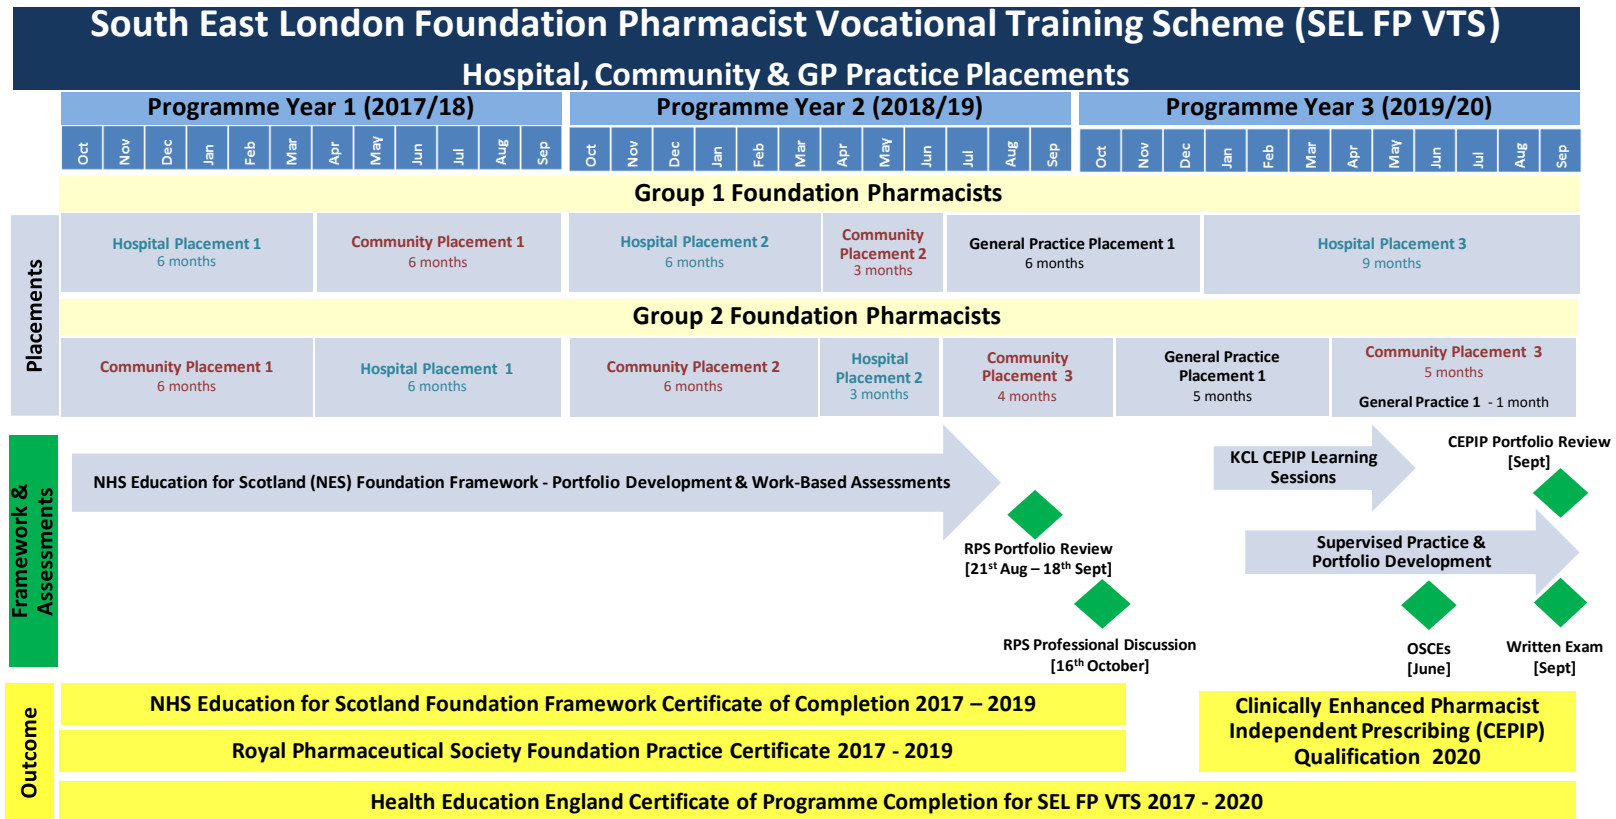 South East London Foundation Pharmacist Vocational Training Scheme (SEL FP VTS)
Hospital, Community & GP Practice Placements
Programme Year 1 (2017/18)
Programme Year 2 (2018/19)
Programme Year 3 (2019/20)
Oct Nov Dec Jan Feb Mar Apr May Jun Jul Aug Sep
Oct Nov Dec Jan Feb Mar Apr May Jun Jul Aug Sep
Oct Nov Dec Jan Feb Mar Apr May Jun Jul Aug Sep
Placements
Group 1 Foundation Pharmacists
Hospital Placement 1
6 months
Community Placement 1
6 months
Hospital Placement 2
6 months
Community
Placement 2
3 months
General Practice Placement 1
6 months
Hospital Placement 3
9 months
Group 2 Foundation Pharmacists
Community Placement 1
6 months
Hospital Placement 1
6 months
Community Placement 2
6 months
Hospital
Placement 2
3 months
Community
Placement 3
4 months
General Practice
Placement 1
5 months
Community Placement 3
5 months
General Practice 1 - 1 month
Framework &
Assessments
NHS Education for Scotland (NES) Foundation Framework - Portfolio Development & Work-Based Assessments
RPS Portfolio Review
[21st Aug – 18th Sept]
RPS Professional Discussion
[16th October]
KCL CEPIP Learning
Sessions
CEPIP Portfolio Review
[Sept]
Supervised Practice &
Portfolio Development
OSCEs
[June]
Written Exam
[Sept]
Outcome
NHS Education for Scotland Foundation Framework Certificate of Completion 2017 – 2019
Royal Pharmaceutical Society Foundation Practice Certificate 2017 - 2019
Clinically Enhanced Pharmacist
Independent Prescribing (CEPIP)
Qualification 2020
Health Education England Certificate of Programme Completion for SEL FP VTS 2017 - 2020